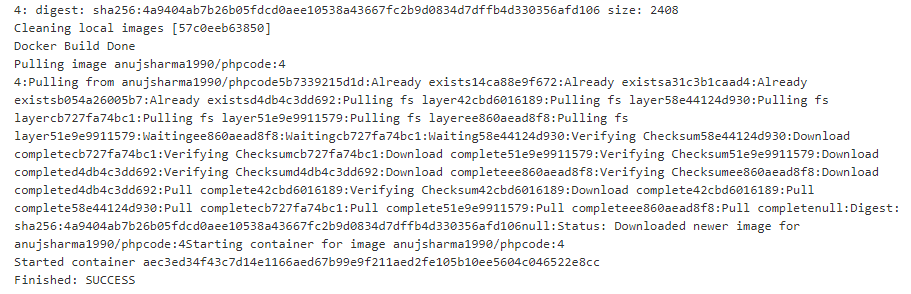 4: digest: sha256:4a9404ab7b26b05fdcd0aee10538a43667fc2b9d0834d7dffb4d330356afd106 size: 2408
Cleaning local images [57c0eeb63850]
Docker Build Done
Pulling image anujsharma1990/phpcode:4
4:Pulling from anujsharma1990/phpcode5b7339215d1d:Already exists14ca88e9f672:Already existsa31c3b1caad4:Already
existsb054a26005b7:Already existsd4db4c3dd692:Pulling fs layer42cbd6016189:Pulling fs layer58e44124d930:Pulling fs
layercb727fa74bc1:Pulling fs layer51e9e9911579:Pulling fs layeree860aead8f8:Pulling fs
layer51e9e9911579:Waitingee860aead8f8:Waitingcb727fa74bc1:Waiting58e44124d930:Verifying Checksum58e44124d930:Download
completecb727fa74bc1:Verifying Checksumcb727fa74bc1:Download complete51e9e9911579:Verifying Checksum51e9e9911579:Download
completed4db4c3dd692:Verifying Checksumd4db4c3dd692:Download completeee860aead8f8:Verifying Checksumee860aead8f8:Download
completed4db4c3dd692:Pull complete42cbd6016189:Verifying Checksum42cbd6016189:Download complete42cbd6016189:Pull
complete58e44124d930:Pull completecb727fa74bc1:Pull complete51e9e9911579:Pull completeee860aead8f8:Pull completenull:Digest:
sha256:4a9404ab7b26b05fdcd0aee10538a43667fc2b9d0834d7dffb4d330356afd106null:Status: Downloaded newer image for
anujsharma1990/phpcode:4Starting container for image anujsharma1990/phpcode:4
Started container aec3ed34f43c7d14e1166aed67b99e9f211aed2fe105b10ee5604c046522e8cc
Finished: SUCCESS